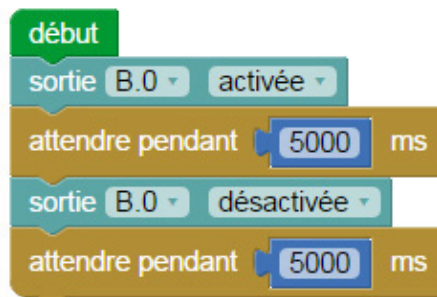 début
sortie B.0 activée
attendre pendant 5000 ms
sortie B.0 désactivée
attendre pendant 5000 ms